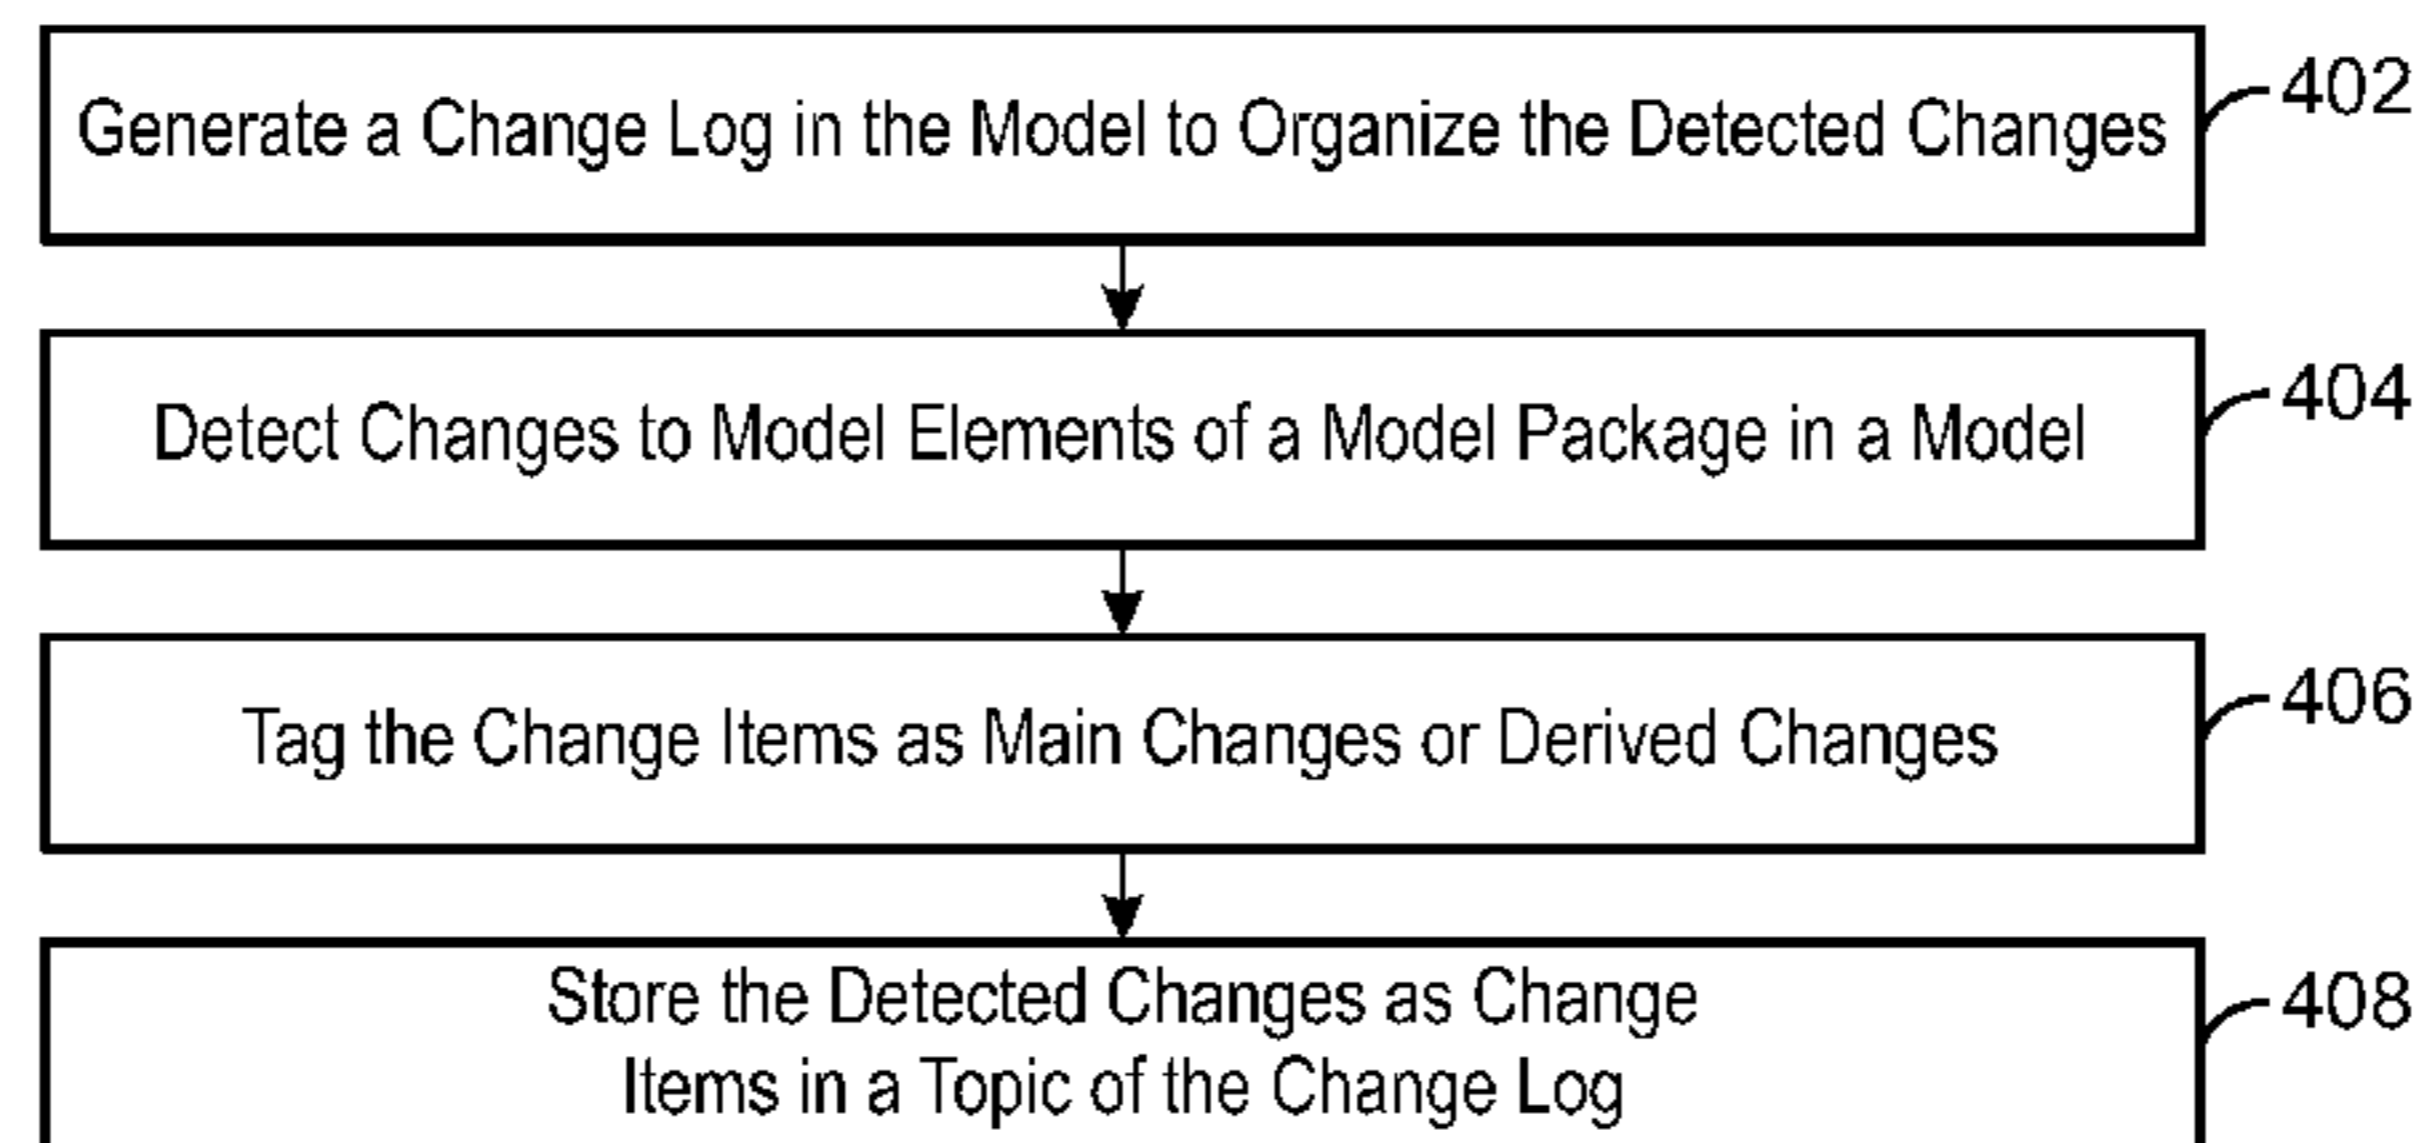 Generate a Change Log in the Model to Organize the Detected Changes
402
Detect Changes to Model Elements of a Model Package in a Model
404
Tag the Change Items as Main Changes or Derived Changes
406
Store the Detected Changes as Change
Items in a Topic of the Change Log
408